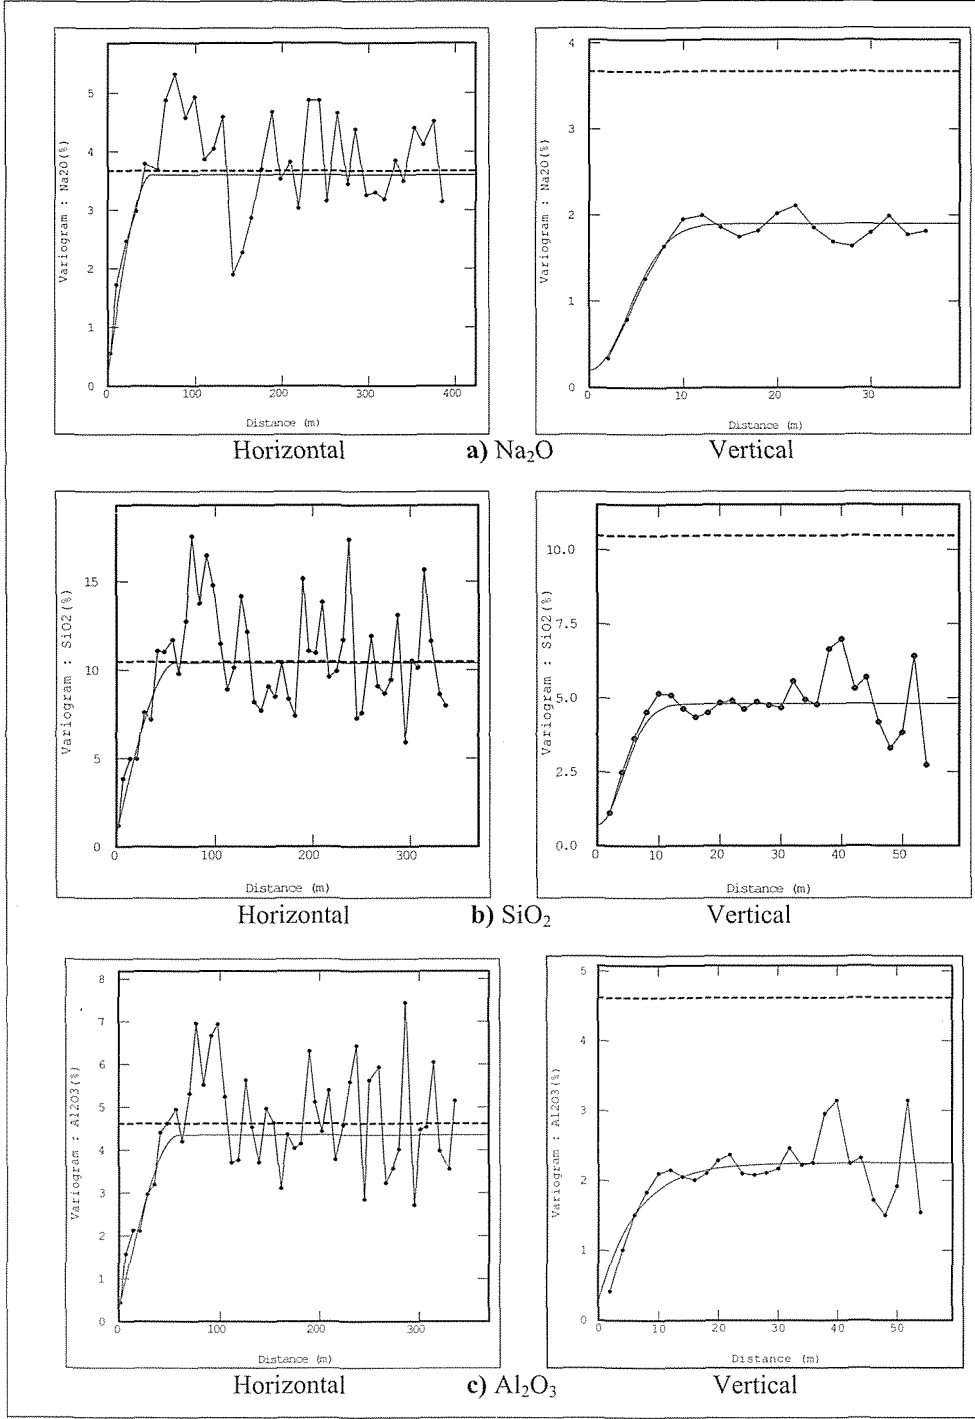 Variogram : Na2O(%)
5
4
3
2
1
0
0 100 200 300 400
Distance (m)
Variogram : Na2O(%)
4
3
2
1
0
0 10 20 30
Distance (m)
Horizontal a) Na₂O Vertical
Variogram : SiO2(%)
15
10
5
0
0 100 200 300
Distance (m)
Variogram : SiO2(%)
10.0
7.5
5.0
2.5
0.0
0 10 20 30 40 50
Distance (m)
Horizontal b) SiO₂ Vertical
Variogram : Al2O3(%)
8
7
6
5
4
3
2
1
0
0 100 200 300
Distance (m)
Variogram : Al2O3(%)
5
4
3
2
1
0
0 10 20 30 40 50
Distance (m)
Horizontal c) Al₂O₃ Vertical